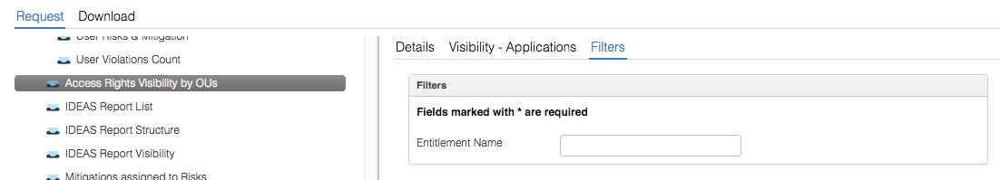 Request Download
User Risks & Mitigation
User Violations Count
Access Rights Visibility by OUs
IDEAS Report List
IDEAS Report Structure
IDEAS Report Visibility
Mitigations assigned to Risks
Details Visibility - Applications Filters
Filters
Fields marked with * are required
Entitlement Name